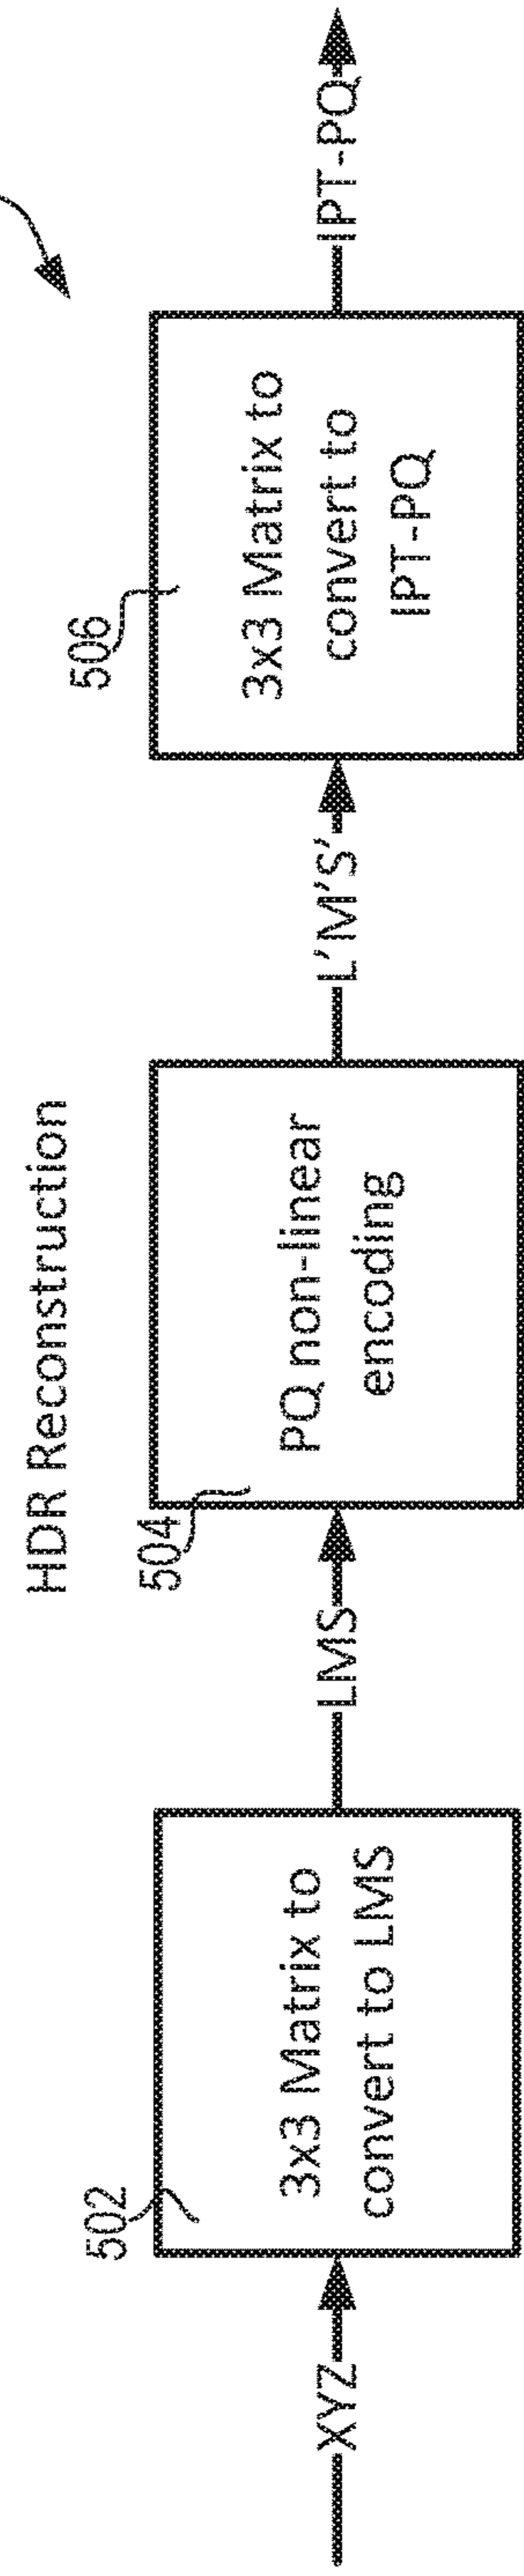 HDR Reconstruction
XYZ
502
3x3 Matrix to
convert to LMS
LMS
504
PQ non-linear
encoding
L'M'S'
506
3x3 Matrix to
convert to
IPT-PQ
IPT-PQ